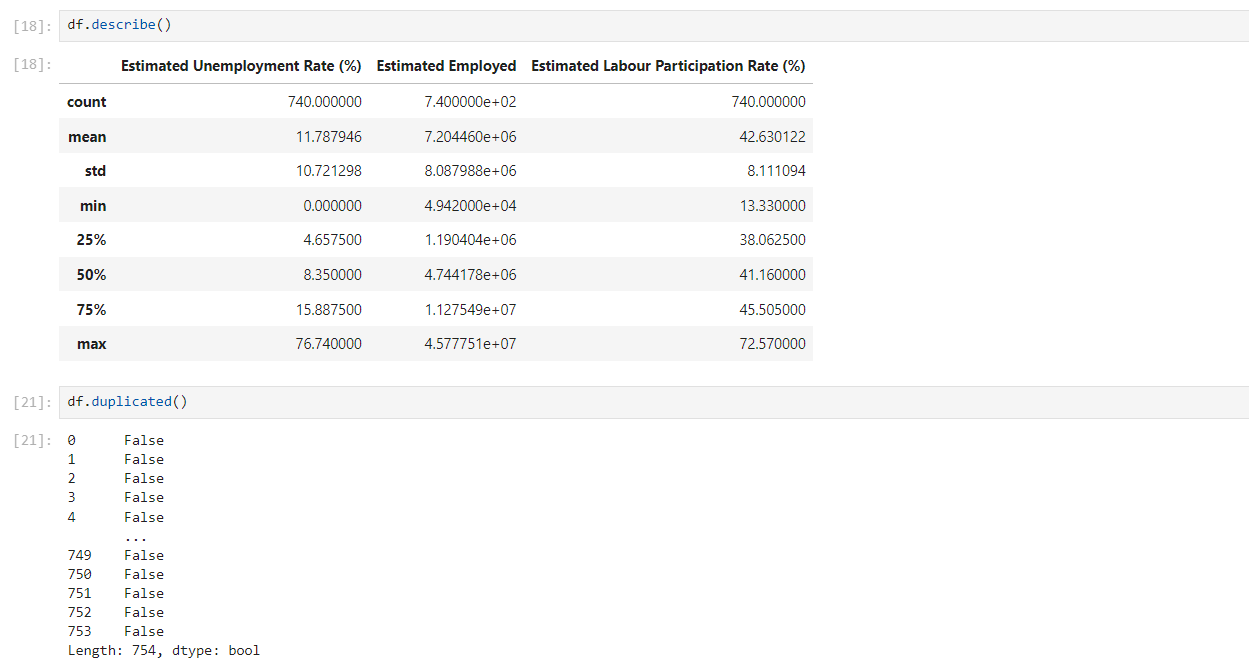 [18]: df.describe()
[18]: Estimated Unemployment Rate (%) Estimated Employed Estimated Labour Participation Rate (%)
count 740.000000 7.400000e+02 740.000000
mean 11.787946 7.204460e+06 42.630122
std 10.721298 8.087988e+06 8.111094
min 0.000000 4.942000e+04 13.330000
25% 4.657500 1.190404e+06 38.062500
50% 8.350000 4.744178e+06 41.160000
75% 15.887500 1.127549e+07 45.505000
max 76.740000 4.577751e+07 72.570000
[21]: df.duplicated()
[21]: 0 False
1 False
2 False
3 False
4 False
...
749 False
750 False
751 False
752 False
753 False
Length: 754, dtype: bool